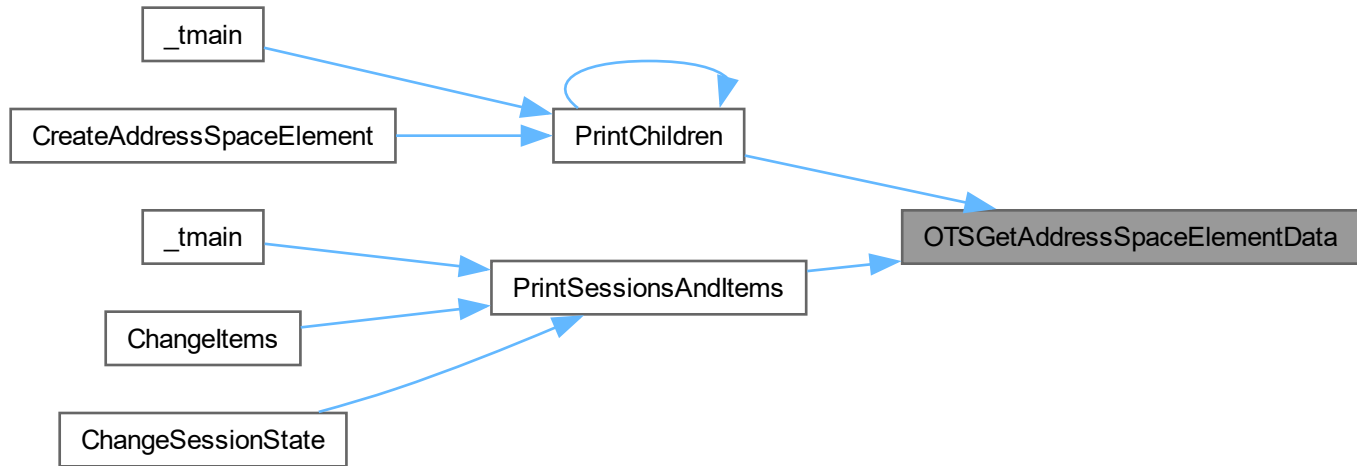 _tmain
CreateAddressSpaceElement
PrintChildren
OTSGetAddressSpaceElementData
_tmain
PrintSessionsAndItems
ChangeItems
ChangeSessionState